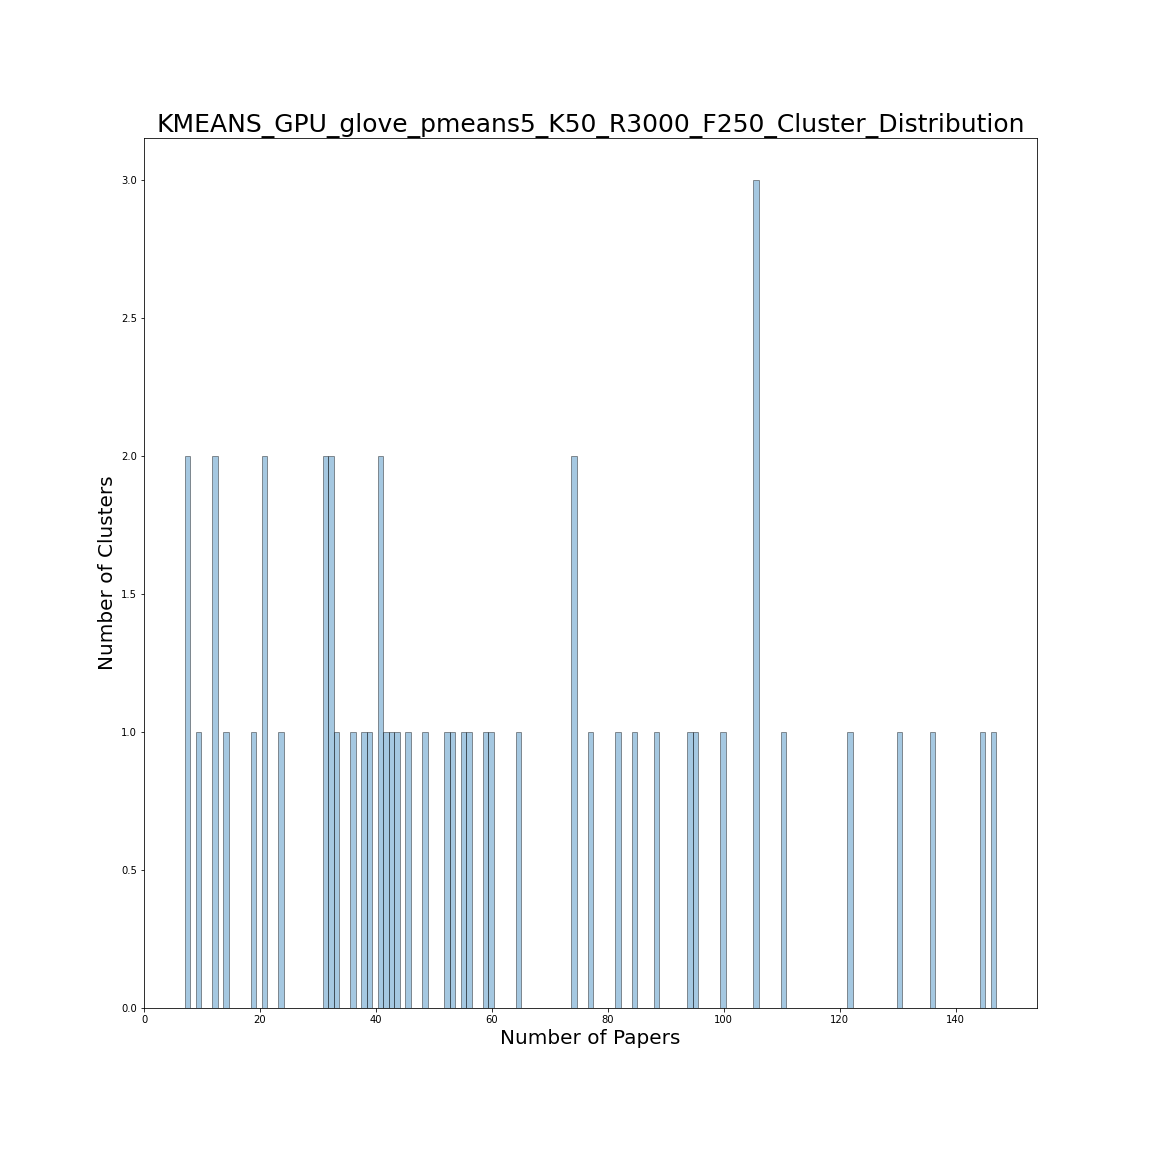 KMEANS_GPU_glove_pmeans5_K50_R3000_F250_Cluster_Distribution
3.0
2.5
2.0
1.5
1.0
0.5
0.0
Number of Clusters
0 20 40 60 80 100 120 140
Number of Papers